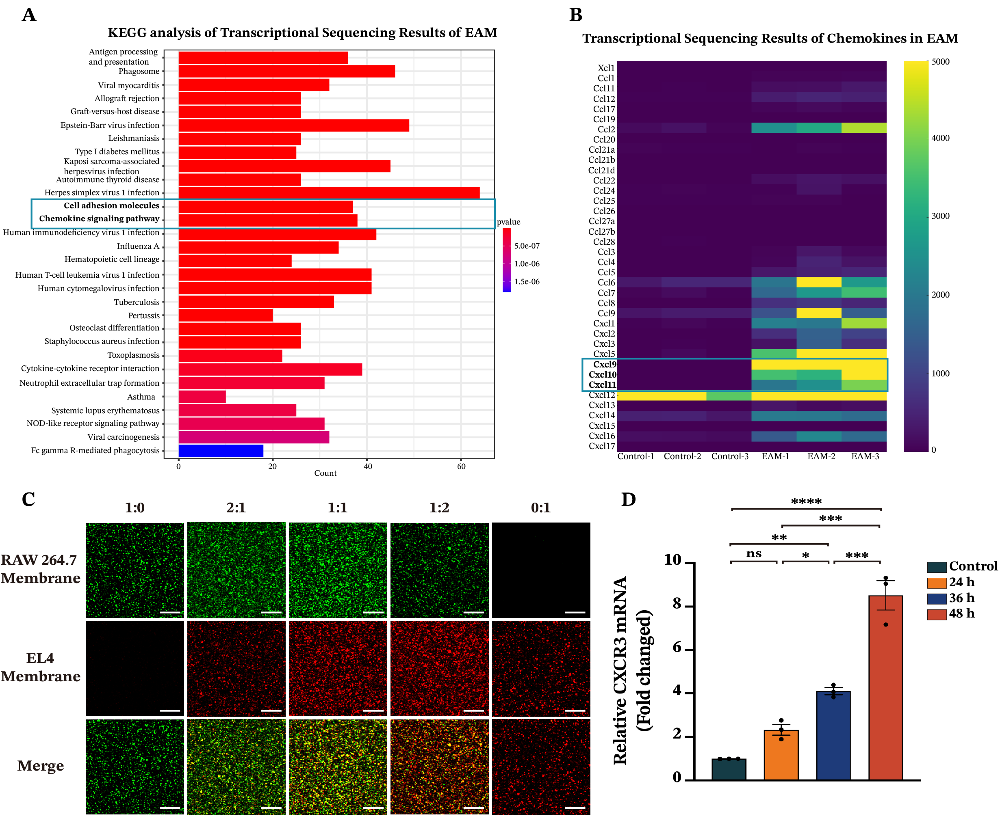 A
KEGG analysis of Transcriptional Sequencing Results of EAM
Antigen processing
and presentation
Phagosome
Viral myocarditis
Allograft rejection
Graft-versus-host disease
Epstein-Barr virus infection
Leishmaniasis
Type I diabetes mellitus
Kaposi sarcoma-associated
herpesvirus infection
Autoimmune thyroid disease
Herpes simplex virus 1 infection
Cell adhesion molecules
Chemokine signaling pathway
Human immunodeficiency virus 1 infection
Influenza A
Hematopoietic cell lineage
Human T-cell leukemia virus 1 infection
Human cytomegalovirus infection
Tuberculosis
Pertussis
Osteoclast differentiation
Staphylococcus aureus infection
Toxoplasmosis
Cytokine-cytokine receptor interaction
Neutrophil extracellular trap formation
Asthma
Systemic lupus erythematosus
NOD-like receptor signaling pathway
Viral carcinogenesis
Fc gamma R-mediated phagocytosis
0 20 40 60
Count
pvalue
5.0e-07
1.0e-06
1.5e-06
B
Transcriptional Sequencing Results of Chemokines in EAM
Xcl1
Ccl1
Ccl11
Ccl12
Ccl17
Ccl19
Ccl2
Ccl20
Ccl21a
Ccl21b
Ccl21d
Ccl22
Ccl24
Ccl25
Ccl26
Ccl27a
Ccl27b
Ccl28
Ccl3
Ccl4
Ccl5
Ccl6
Ccl7
Ccl8
Ccl9
Cxcl1
Cxcl2
Cxcl3
Cxcl5
Cxcl9
Cxcl10
Cxcl11
Cxcl12
Cxcl13
Cxcl14
Cxcl15
Cxcl16
Cxcl17
Control-1 Control-2 Control-3 EAM-1 EAM-2 EAM-3
5000
4000
3000
2000
1000
0
C
1:0 2:1 1:1 1:2 0:1
RAW 264.7
Membrane
EL4
Membrane
Merge
D
****
***
**
ns * ***
10
8
6
4
2
0
Relative CXCR3 mRNA
(Fold changed)
Control
24 h
36 h
48 h